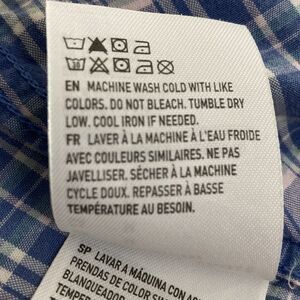 EN MACHINE WASH COLD WITH LIKE
COLORS. DO NOT BLEACH. TUMBLE DRY
LOW. COOL IRON IF NEEDED.
FR LAVER À LA MACHINE À L'EAU FROIDE
AVEC COULEURS SIMILAIRES. NE PAS
JAVELLISER. SÉCHER À LA MACHINE
CYCLE DOUX. REPASSER À BASSE
TEMPÉRATURE AU BESOIN.
SP LAVAR A MÁQUINA CON
PRENDAS DE COLOR
BLANQUEADOR
TEMPER